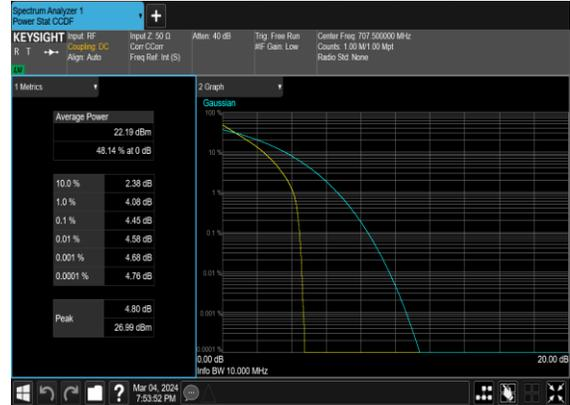 Spectrum Analyzer 1
Power Stat CCDF
+
KEYSIGHT
R T
LW
Input: RF
Coupling: DC
Align: Auto
Input Z: 50 Ω
Corr CCorr
Freq Ref: Int (S)
Atten: 40 dB
Trig: Free Run
#IF Gain: Low
Center Freq: 707.500000 MHz
Counts: 1.00 M/1.00 Mpt
Radio Std: None
1 Metrics
Average Power
22.19 dBm
48.14 % at 0 dB
10.0 % 2.38 dB
1.0 % 4.08 dB
0.1 % 4.45 dB
0.01 % 4.58 dB
0.001 % 4.68 dB
0.0001 % 4.76 dB
Peak
4.80 dB
26.99 dBm
2 Graph
Gaussian
100 %
10 %
1 %
0.1 %
0.01 %
0.001 %
0.0001 %
0.00 dB
20.00 dB
Info BW 10.000 MHz
?
Mar 04, 2024
7:53:52 PM